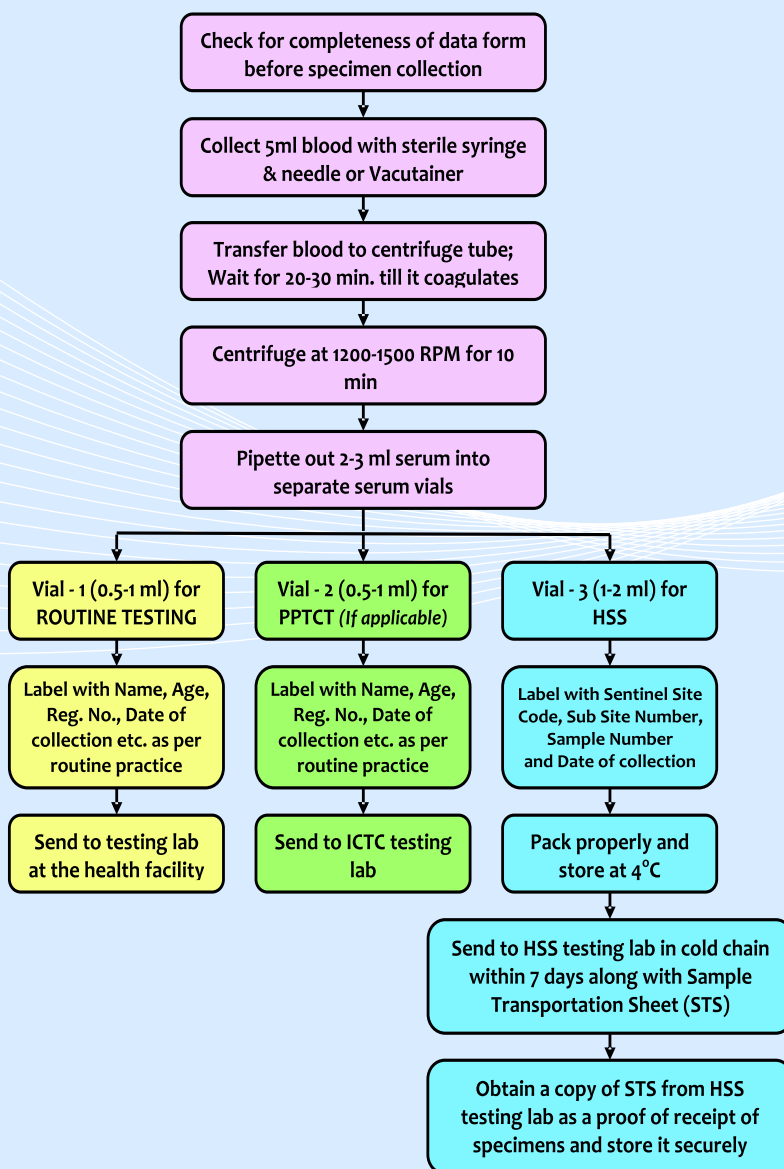 Check for completeness of data form
before specimen collection
Collect 5ml blood with sterile syringe
& needle or Vacutainer
Transfer blood to centrifuge tube;
Wait for 20-30 min. till it coagulates
Centrifuge at 1200-1500 RPM for 10
min
Pipette out 2-3 ml serum into
separate serum vials
Vial - 1 (0.5-1 ml) for
ROUTINE TESTING
Label with Name, Age,
Reg. No., Date of
collection etc. as per
routine practice
Send to testing lab
at the health facility
Vial - 2 (0.5-1 ml) for
PPTCT (If applicable)
Label with Name, Age,
Reg. No., Date of
collection etc. as per
routine practice
Send to ICTC testing
lab
Vial - 3 (1-2 ml) for
HSS
Label with Sentinel Site
Code, Sub Site Number,
Sample Number
and Date of collection
Pack properly and
store at 4°C
Send to HSS testing lab in cold chain
within 7 days along with Sample
Transportation Sheet (STS)
Obtain a copy of STS from HSS
testing lab as a proof of receipt of
specimens and store it securely